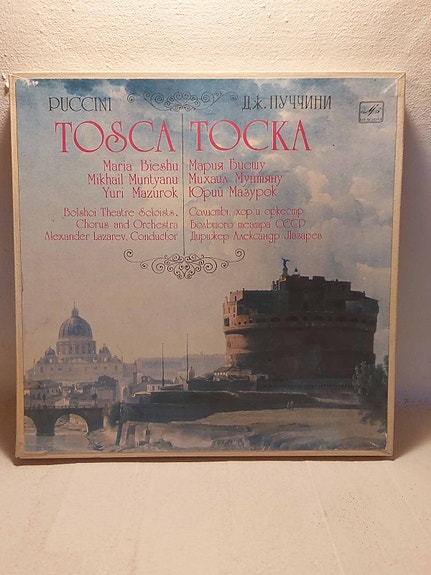 PUCCINI
TOSCA
Maria Bieshu
Mikhail Muntyanu
Yuri Mazurok
Bolshoi Theatre Soloists,
Chorus and Orchestra
Alexander Lazarev, Conductor
ДЖ. ПУЧЧИНИ
ТОСКА
Мария Биешу
Михаил Мунтяну
Юрий Мазурок
Солисты, хор и оркестр
Большого театра СССР
Дирижер Александр Лазарев